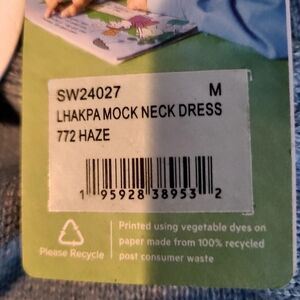 SW24027 M
LHAKPA MOCK NECK DRESS
772 HAZE
1 95928 38953 2
Please Recycle
Printed using vegetable dyes on
paper made from 100% recycled
post consumer waste